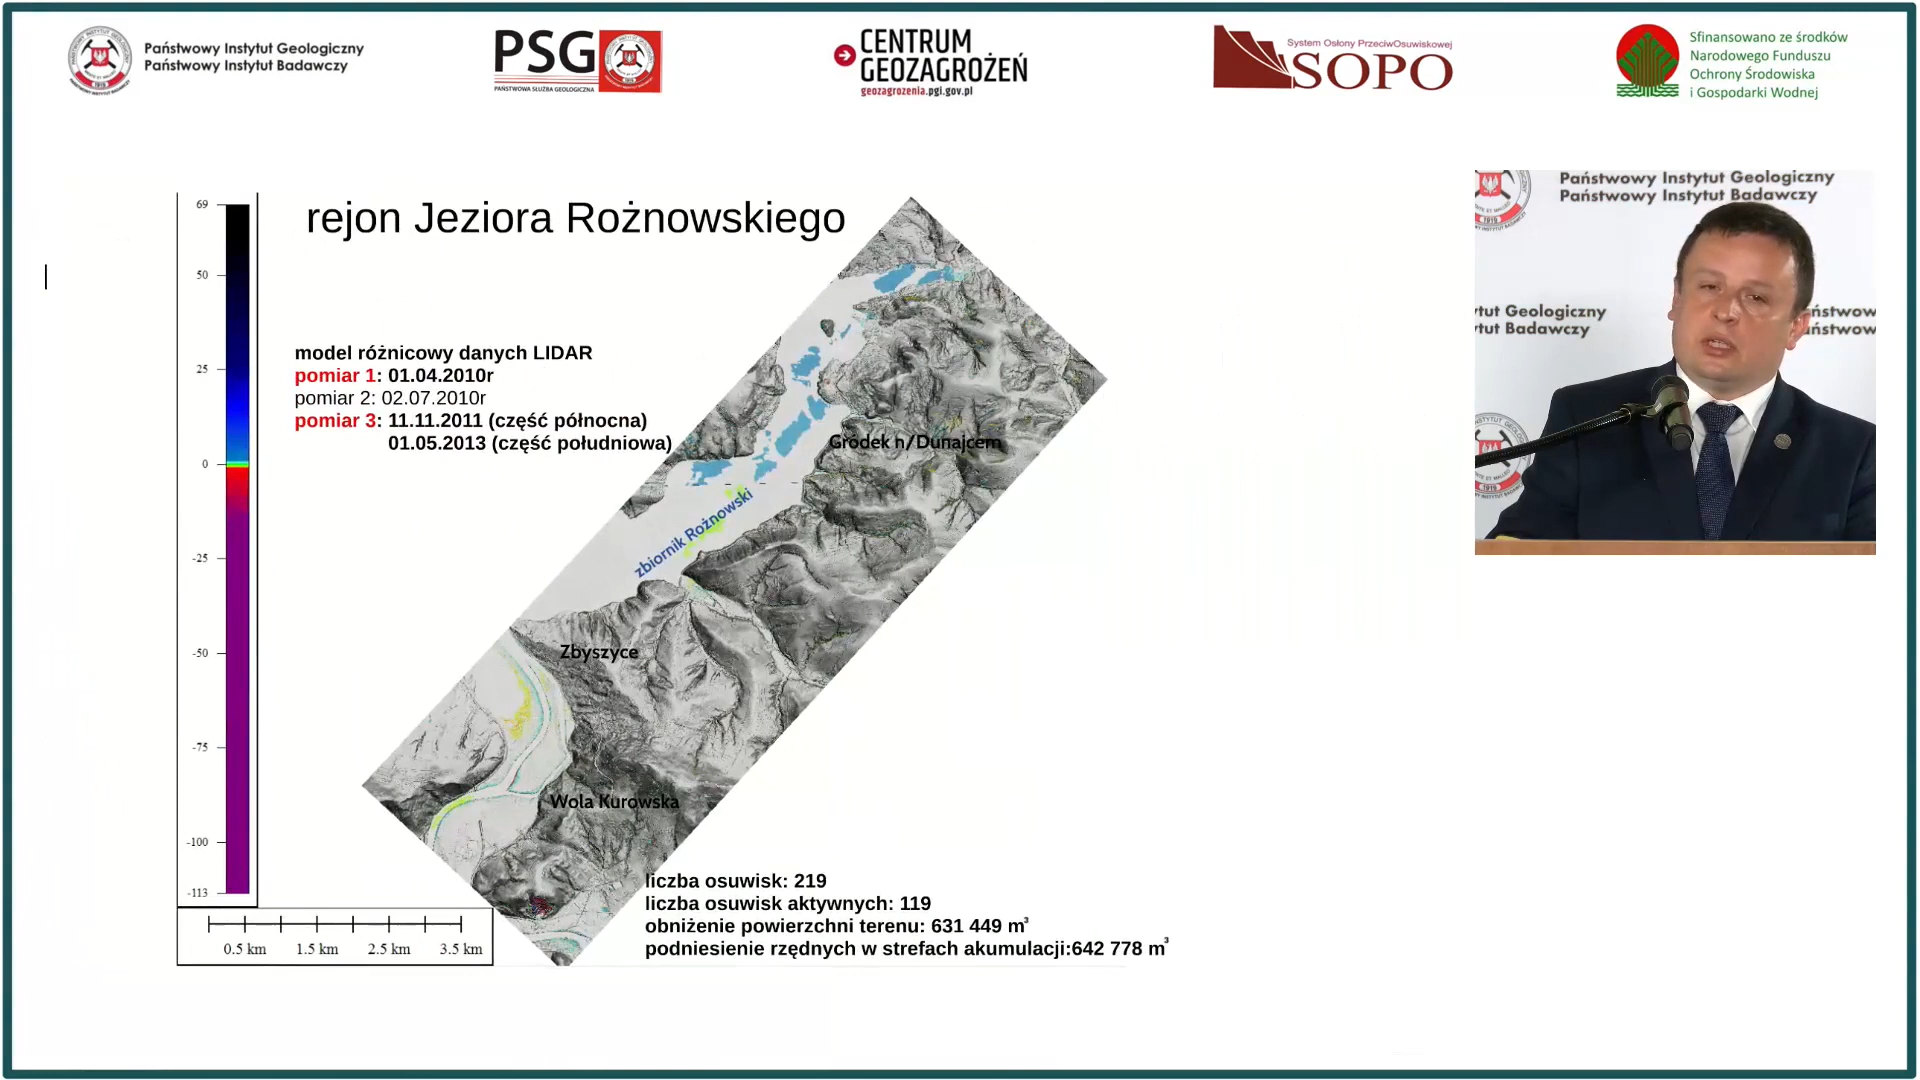 Państwowy Instytut Geologiczny
Państwowy Instytut Badawczy
PSG
PAŃSTWOWA SŁUŻBA GEOLOGICZNA
CENTRUM
GEOZAGROŻEŃ
geozagrozenia.pgi.gov.pl
System Osłony PrzeciwOsuwiskowej
SOPO
Sfinansowano ze środków
Narodowego Funduszu
Ochrony Środowiska
i Gospodarki Wodnej
rejon Jeziora Rożnowskiego
model różnicowy danych LIDAR
pomiar 1: 01.04.2010r
pomiar 2: 02.07.2010r
pomiar 3: 11.11.2011 (część północna)
01.05.2013 (część południowa)
69
50
25
0
-25
-50
-75
-100
-113
0.5 km 1.5 km 2.5 km 3.5 km
Gródek n/Dunajcem
zbiornik Rożnowski
Zbyszyce
Wola Kurowska
liczba osuwisk: 219
liczba osuwisk aktywnych: 119
obniżenie powierzchni terenu: 631 449 m³
podniesienie rzędnych w strefach akumulacji:642 778 m³
Państwowy Instytut Geologiczny
Państwowy Instytut Badawczy
1919
tut Geologiczny
tut Badawczy
ństwow
ństwow
1919